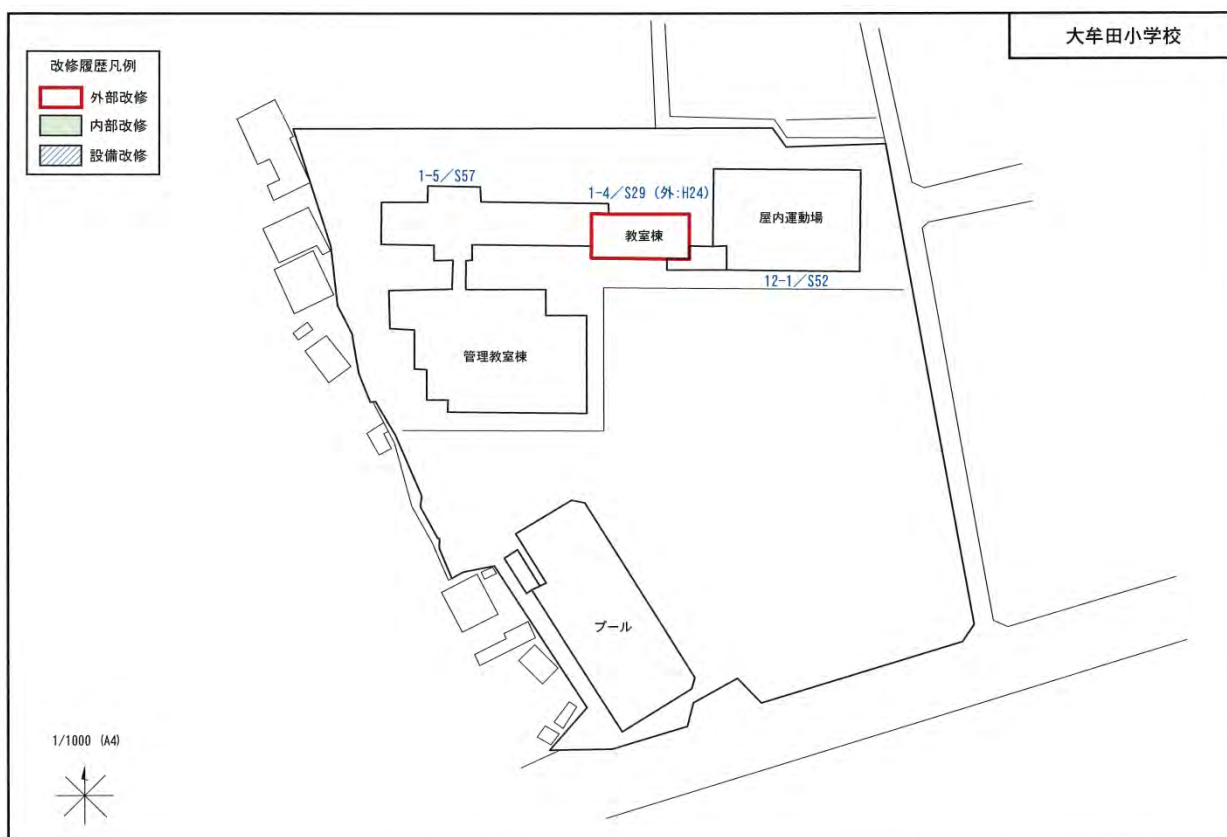 大牟田小学校
改修履歴凡例
外部改修
内部改修
設備改修
1-5/S57
1-4/S29 (外:H24)
教室棟
屋内運動場
12-1/S52
管理教室棟
プール
1/1000 (A4)